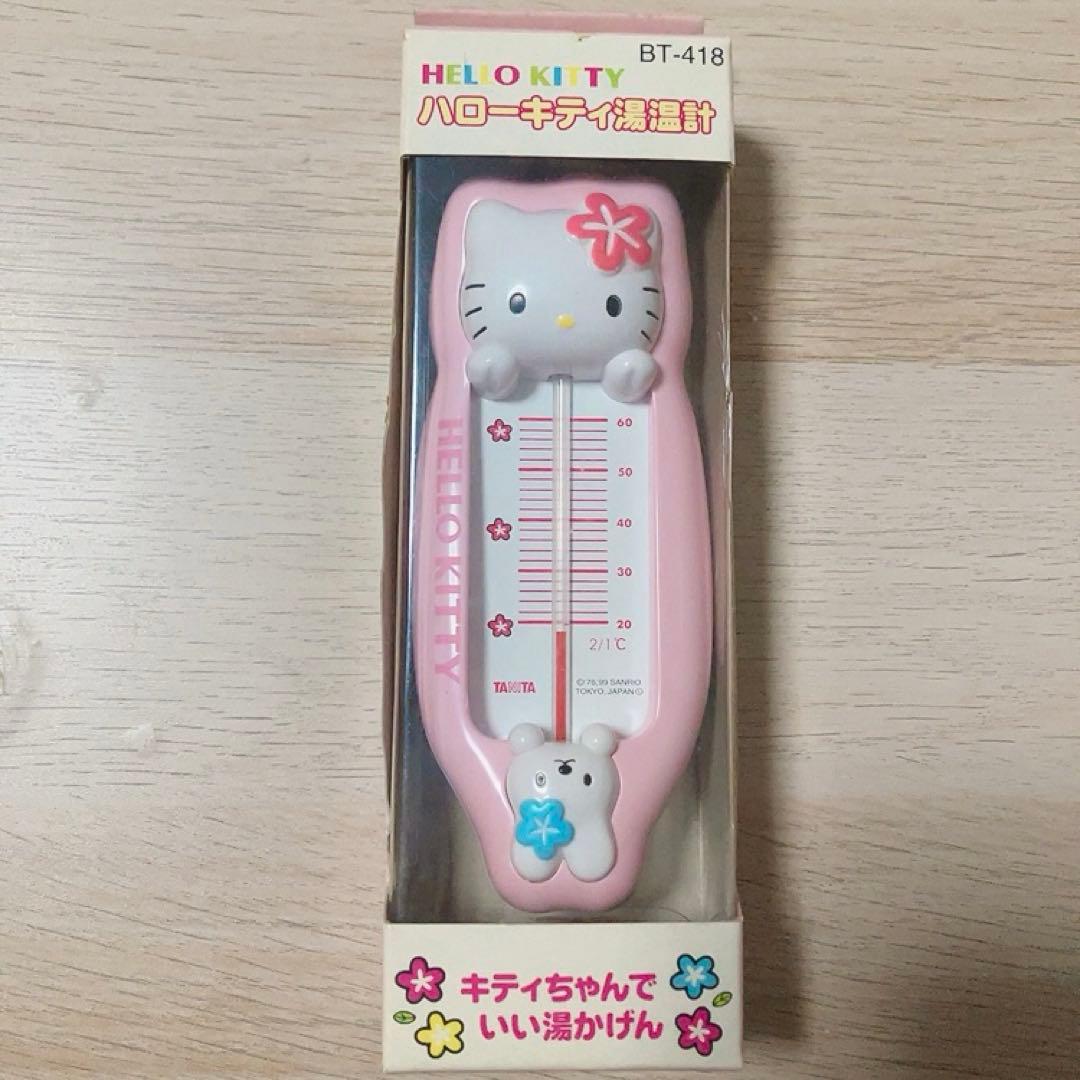 BT-418
HELLO KITTY
ハローキティ湯温計
HELLO KITTY
60
50
40
30
20
2/1℃
TANITA
©'76,'99 SANRIO
TOKYO, JAPAN Ⓛ
キティちゃんで
いい湯かげん